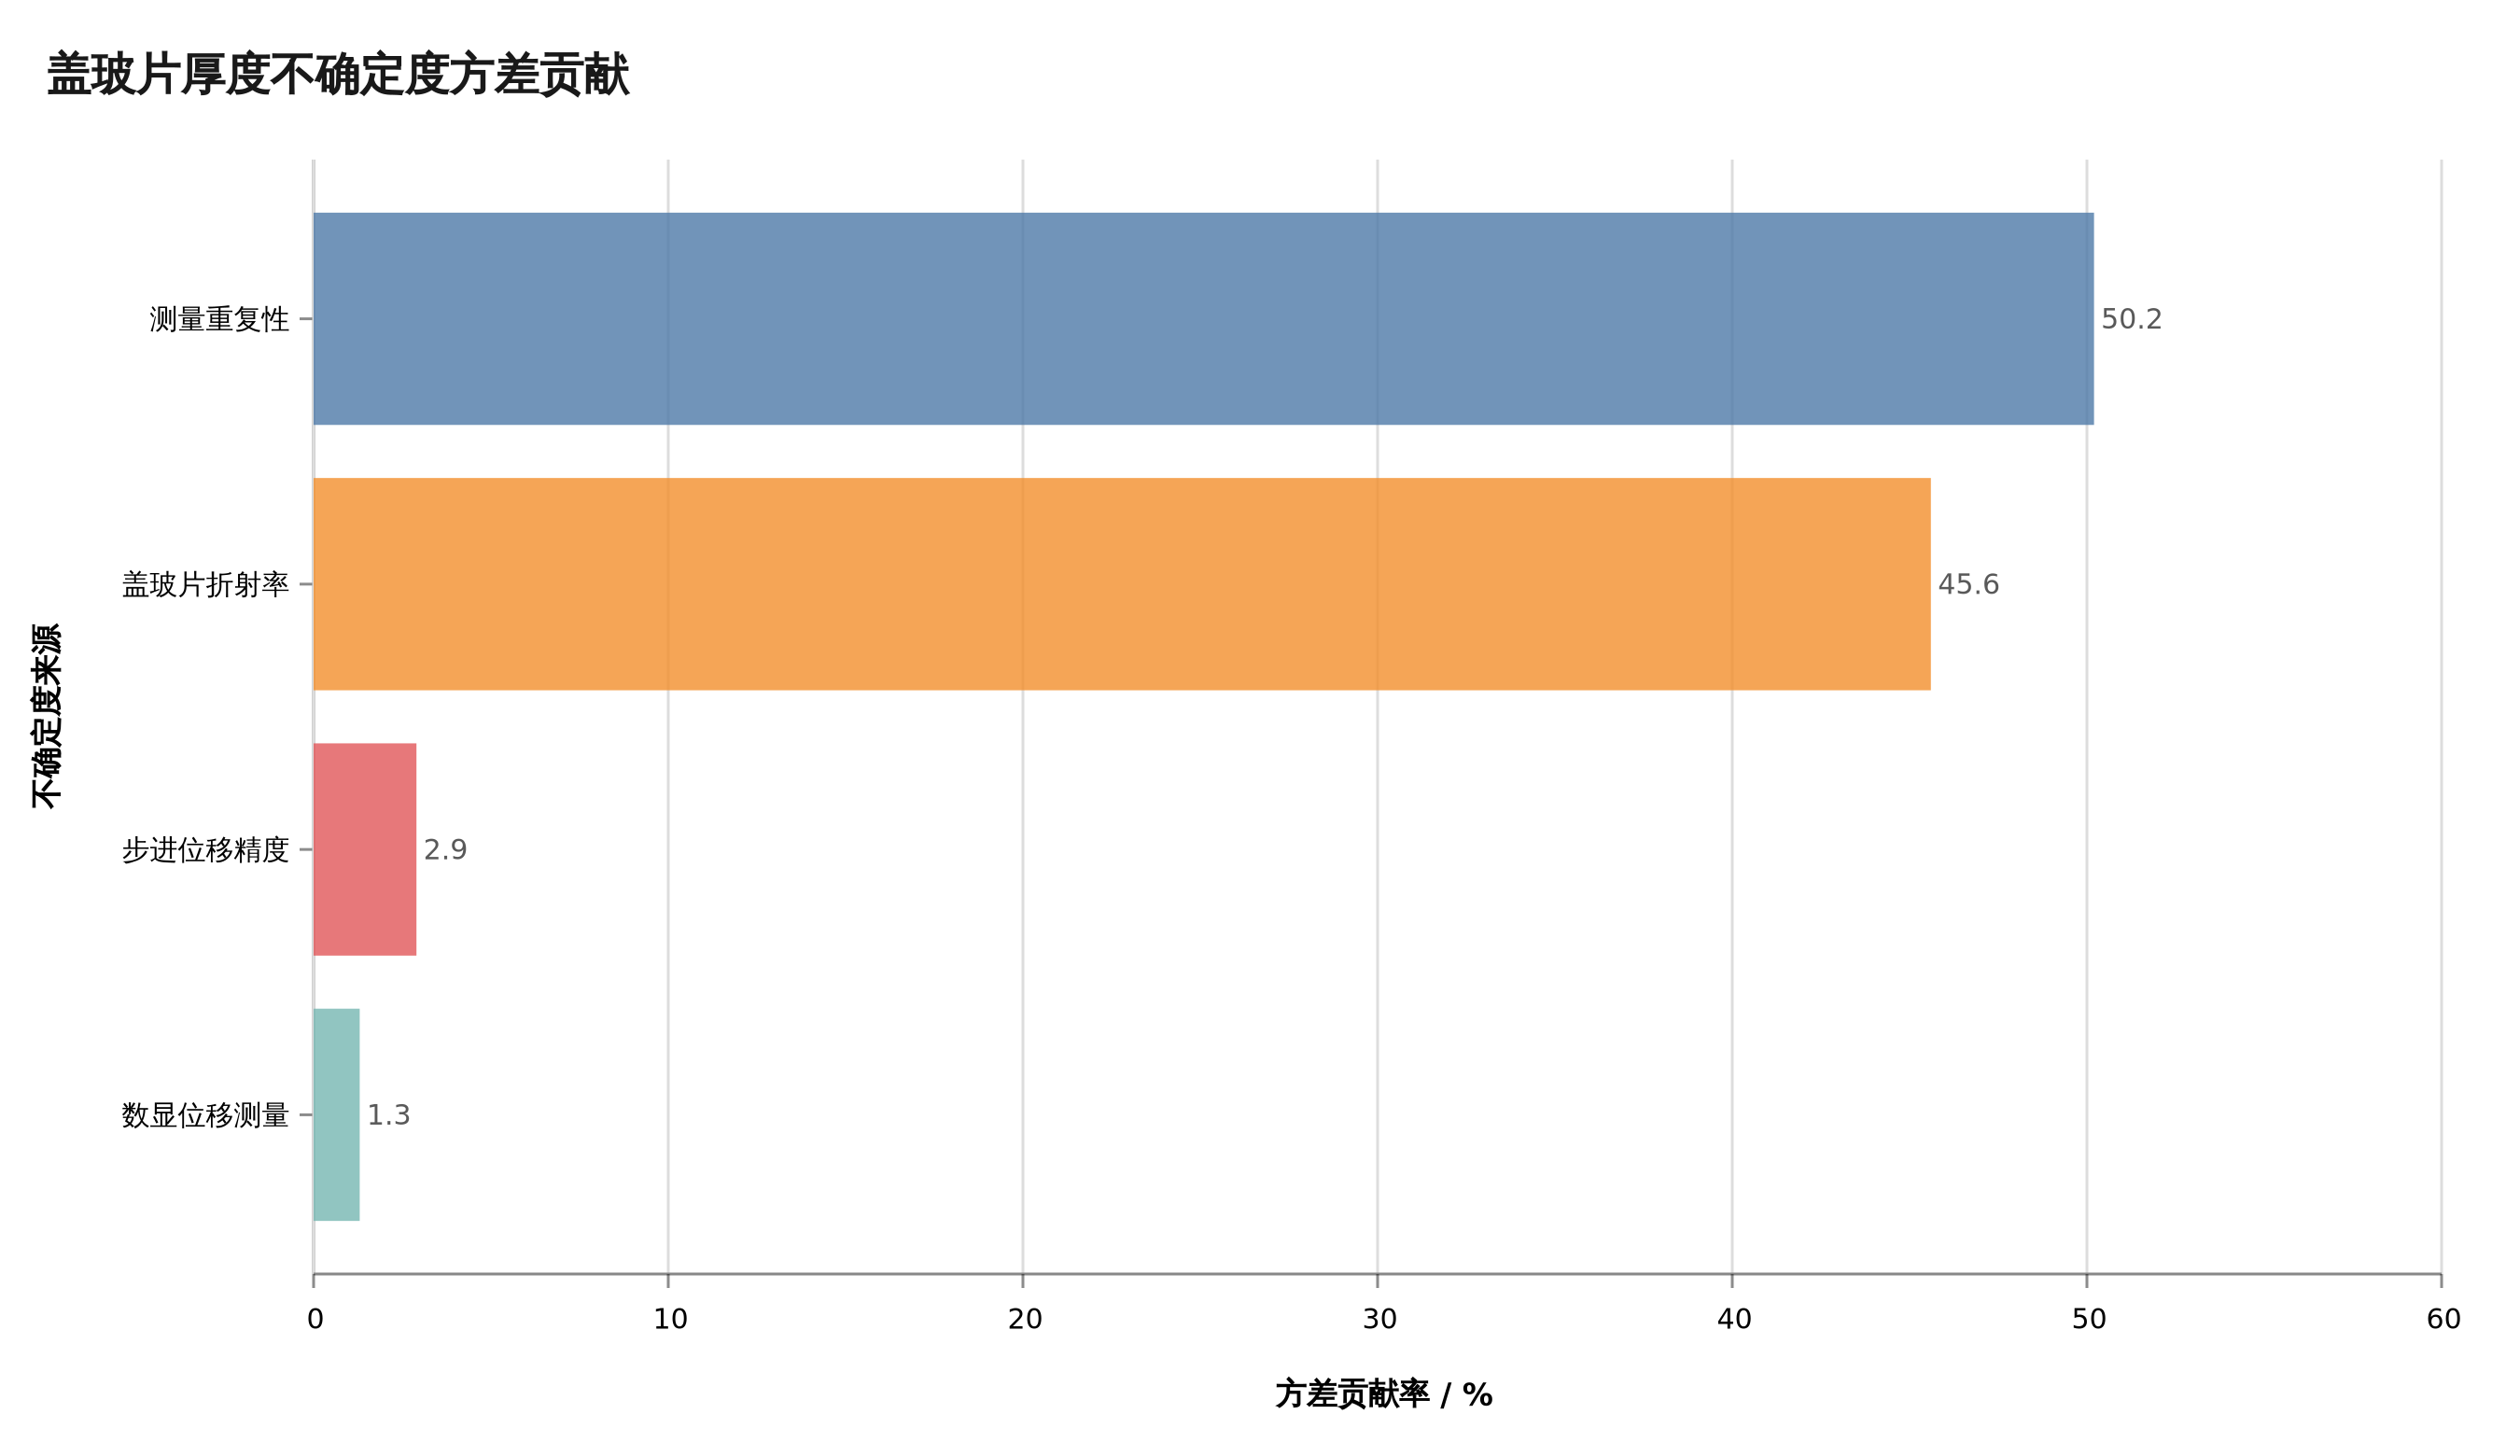 盖玻片厚度不确定度方差贡献
不确定度来源
测量重复性
50.2
盖玻片折射率
45.6
步进位移精度
2.9
数显位移测量
1.3
0 10 20 30 40 50 60
方差贡献率 / %